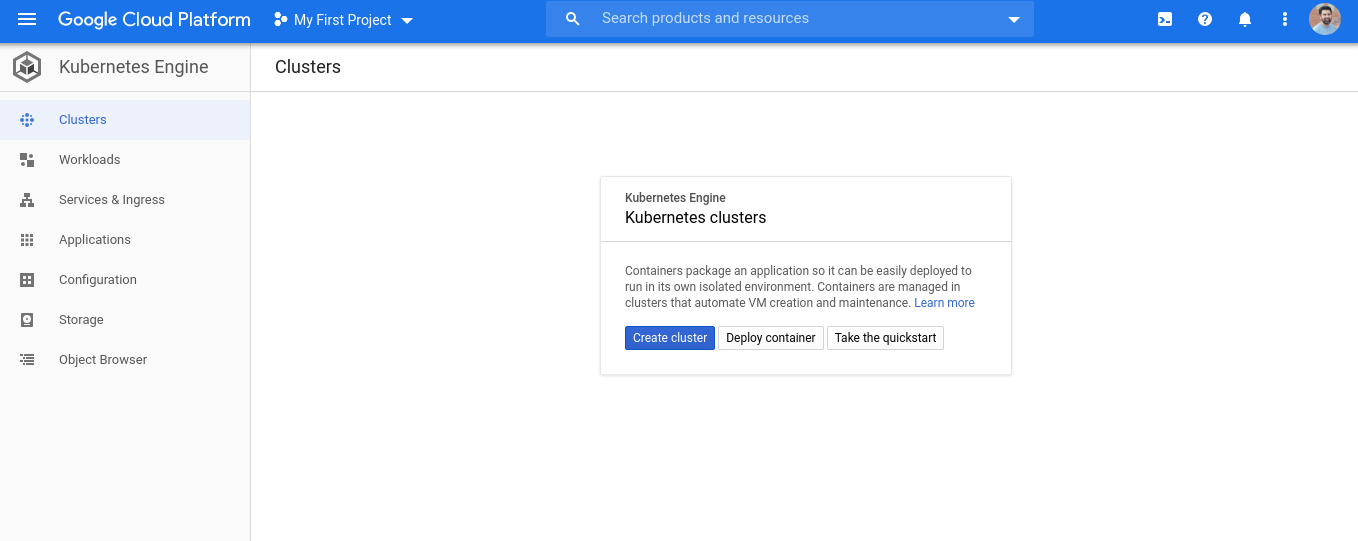 Google Cloud Platform
My First Project
Search products and resources
Kubernetes Engine
Clusters
Clusters
Workloads
Services & Ingress
Applications
Configuration
Storage
Object Browser
Kubernetes Engine
Kubernetes clusters
Containers package an application so it can be easily deployed to
run in its own isolated environment. Containers are managed in
clusters that automate VM creation and maintenance. Learn more
Create cluster
Deploy container
Take the quickstart